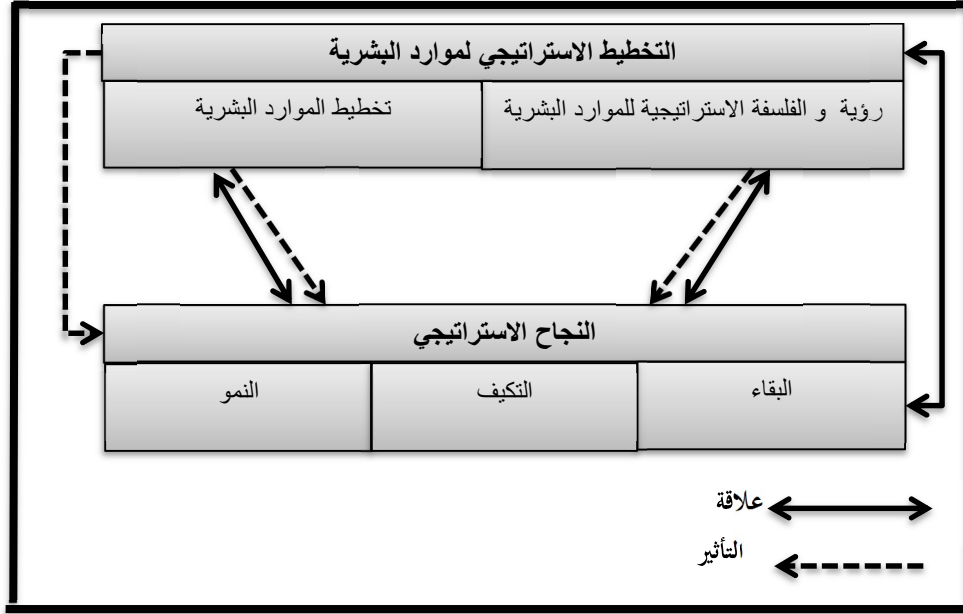 التخطيط الاستراتيجي لموارد البشرية
رؤية و الفلسفة الاستراتيجية للموارد البشرية
تخطيط الموارد البشرية
النجاح الاستراتيجي
البقاء
التكيف
النمو
علاقة
التأثير